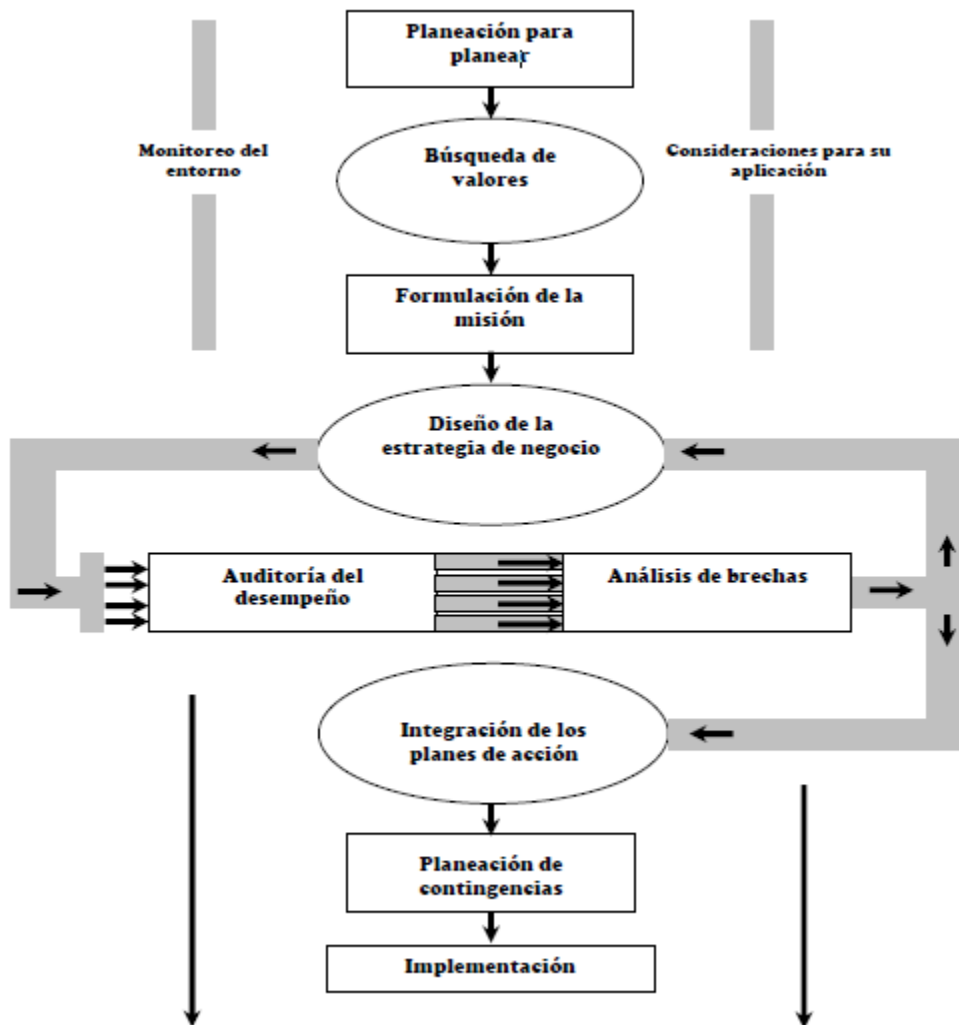 Planeación para
planear
Monitoreo del
entorno
Búsqueda de
valores
Consideraciones para su
aplicación
Formulación de la
misión
Diseño de la
estrategia de negocio
Auditoría del
desempeño
Análisis de brechas
Integración de los
planes de acción
Planeación de
contingencias
Implementación